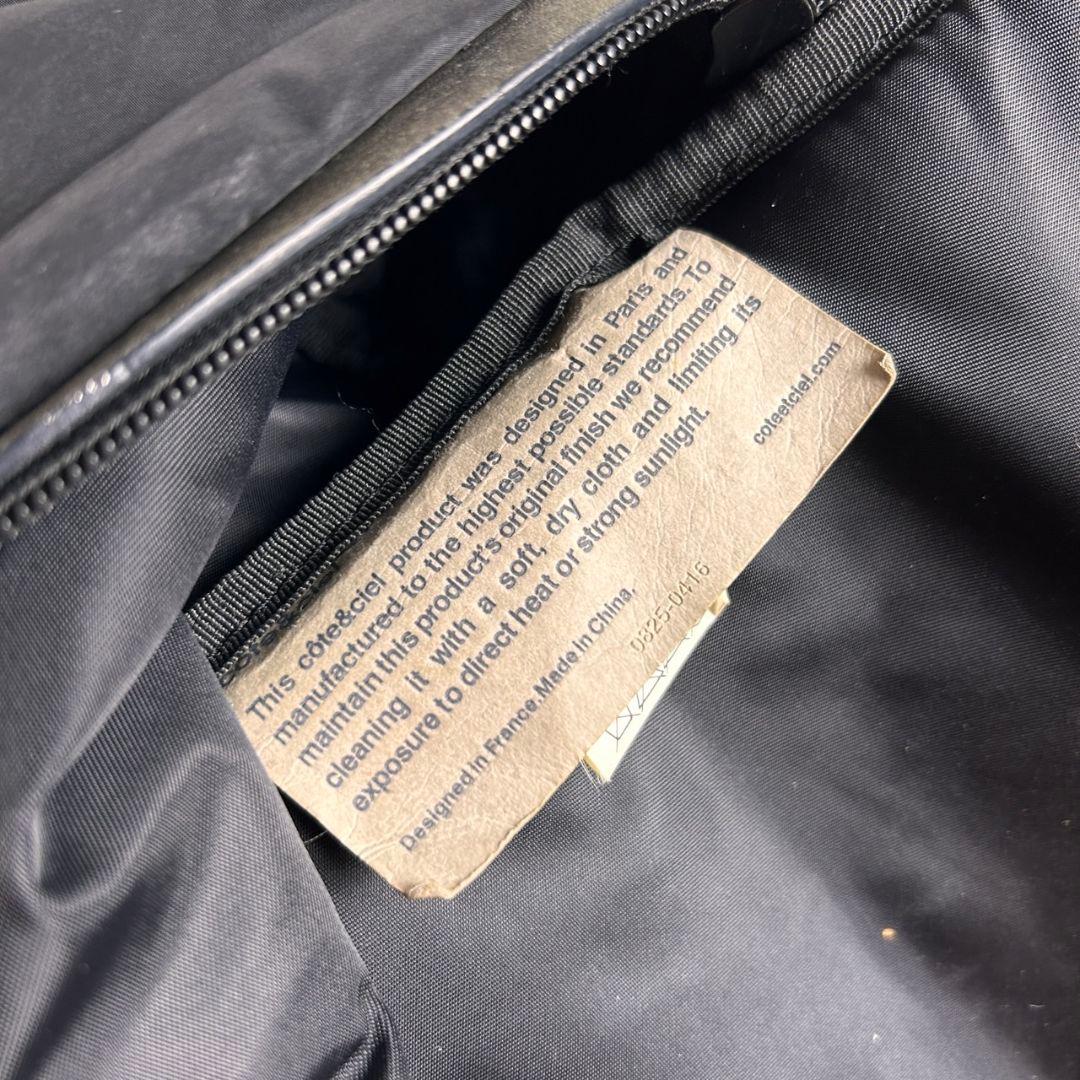 This côte&ciel product was designed in Paris and
manufactured to the highest possible standards. To
maintain this product's original finish we recommend
cleaning it with a soft, dry cloth and limiting its
exposure to direct heat or strong sunlight.
coteetciel.com
Designed in France, Made in China.
0825-0416